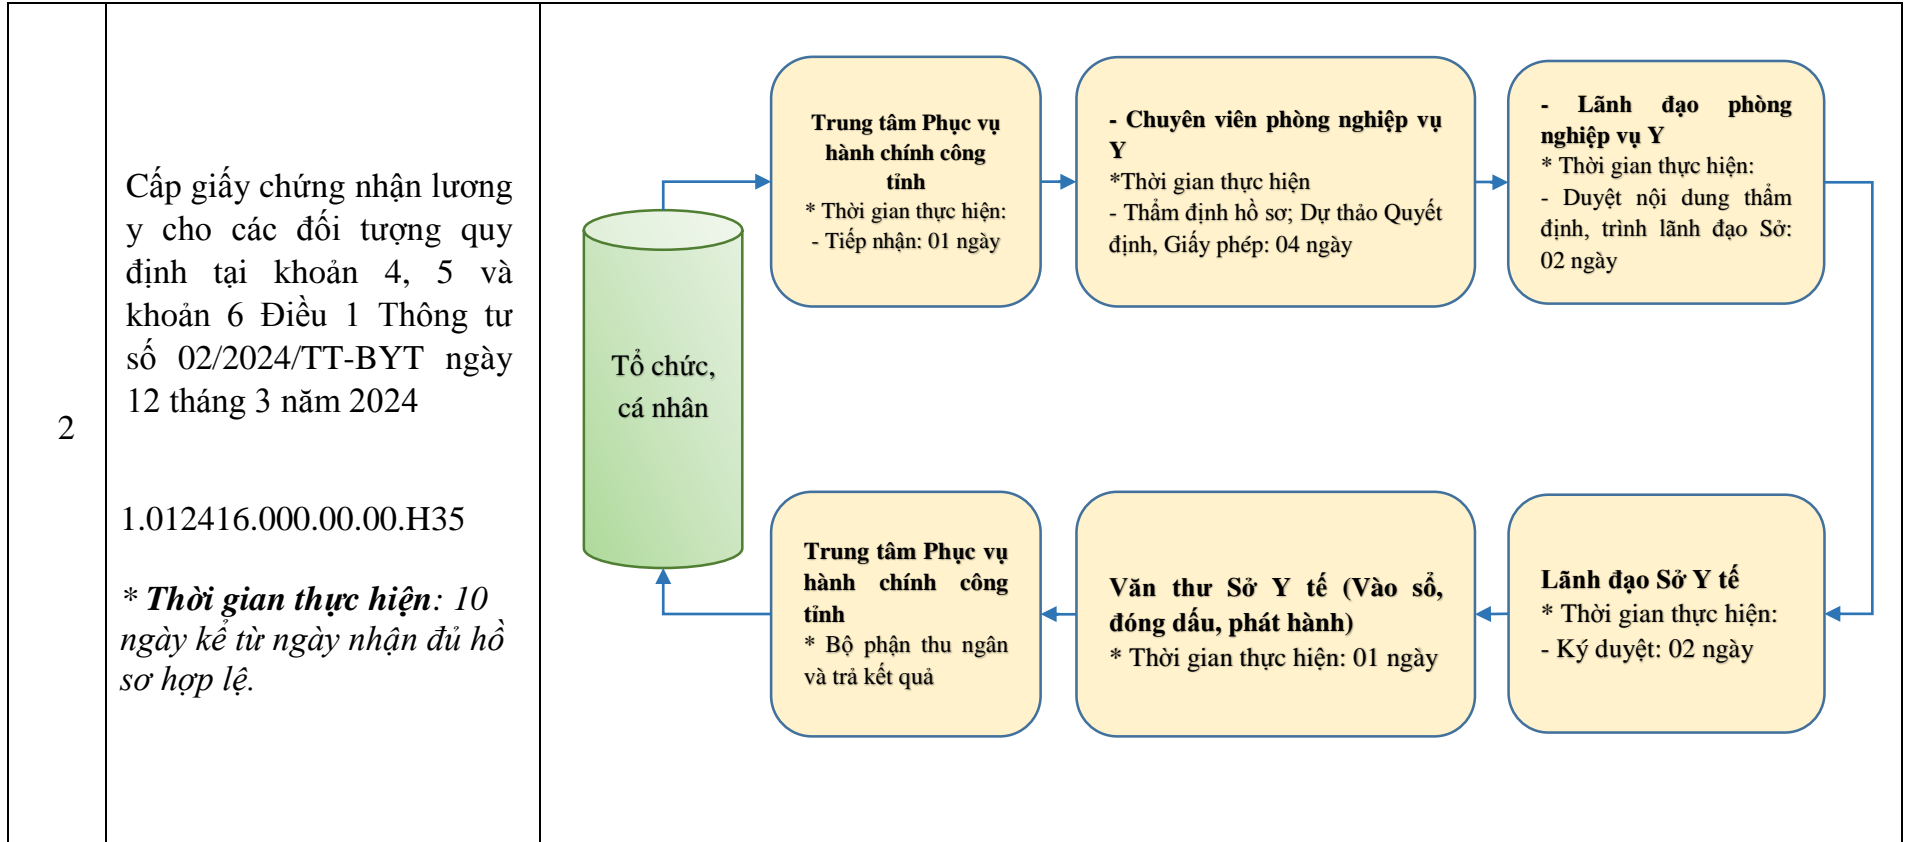 2
Cấp giấy chứng nhận lương
y cho các đối tượng quy
định tại khoản 4, 5 và
khoản 6 Điều 1 Thông tư
số 02/2024/TT-BYT ngày
12 tháng 3 năm 2024
1.012416.000.00.00.H35
* Thời gian thực hiện: 10
ngày kể từ ngày nhận đủ hồ
sơ hợp lệ.
Tổ chức,
cá nhân
Trung tâm Phục vụ
hành chính công
tỉnh
* Thời gian thực hiện:
- Tiếp nhận: 01 ngày
- Chuyên viên phòng nghiệp vụ
Y
*Thời gian thực hiện
- Thẩm định hồ sơ; Dự thảo Quyết
định, Giấy phép: 04 ngày
- Lãnh đạo phòng
nghiệp vụ Y
* Thời gian thực hiện:
- Duyệt nội dung thẩm
định, trình lãnh đạo Sở:
02 ngày
Lãnh đạo Sở Y tế
* Thời gian thực hiện:
- Ký duyệt: 02 ngày
Văn thư Sở Y tế (Vào sổ,
đóng dấu, phát hành)
* Thời gian thực hiện: 01 ngày
Trung tâm Phục vụ
hành chính công
tỉnh
* Bộ phận thu ngân
và trả kết quả